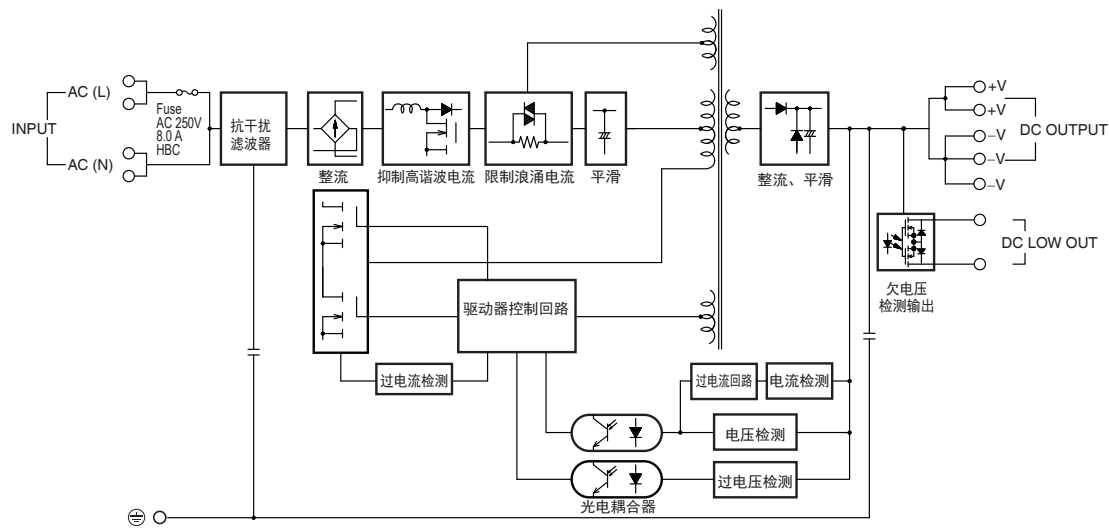 INPUT
AC (L)
AC (N)
Fuse
AC 250V
8.0 A
HBC
抗干扰
滤波器
整流
抑制高谐波电流
限制浪涌电流
平滑
整流、平滑
+V
+V
−V
−V
−V
DC OUTPUT
DC LOW OUT
欠电压
检测输出
驱动器控制回路
过电流检测
过电流回路
电流检测
电压检测
过电压检测
光电耦合器